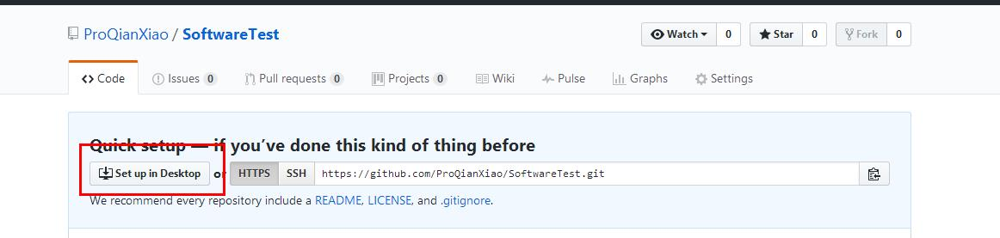 ProQianXiao / SoftwareTest
Watch 0 Star 0 Fork 0
Code Issues 0 Pull requests 0 Projects 0 Wiki Pulse Graphs Settings
Quick setup — if you’ve done this kind of thing before
Set up in Desktop or HTTPS SSH https://github.com/ProQianXiao/SoftwareTest.git
We recommend every repository include a README, LICENSE, and .gitignore.